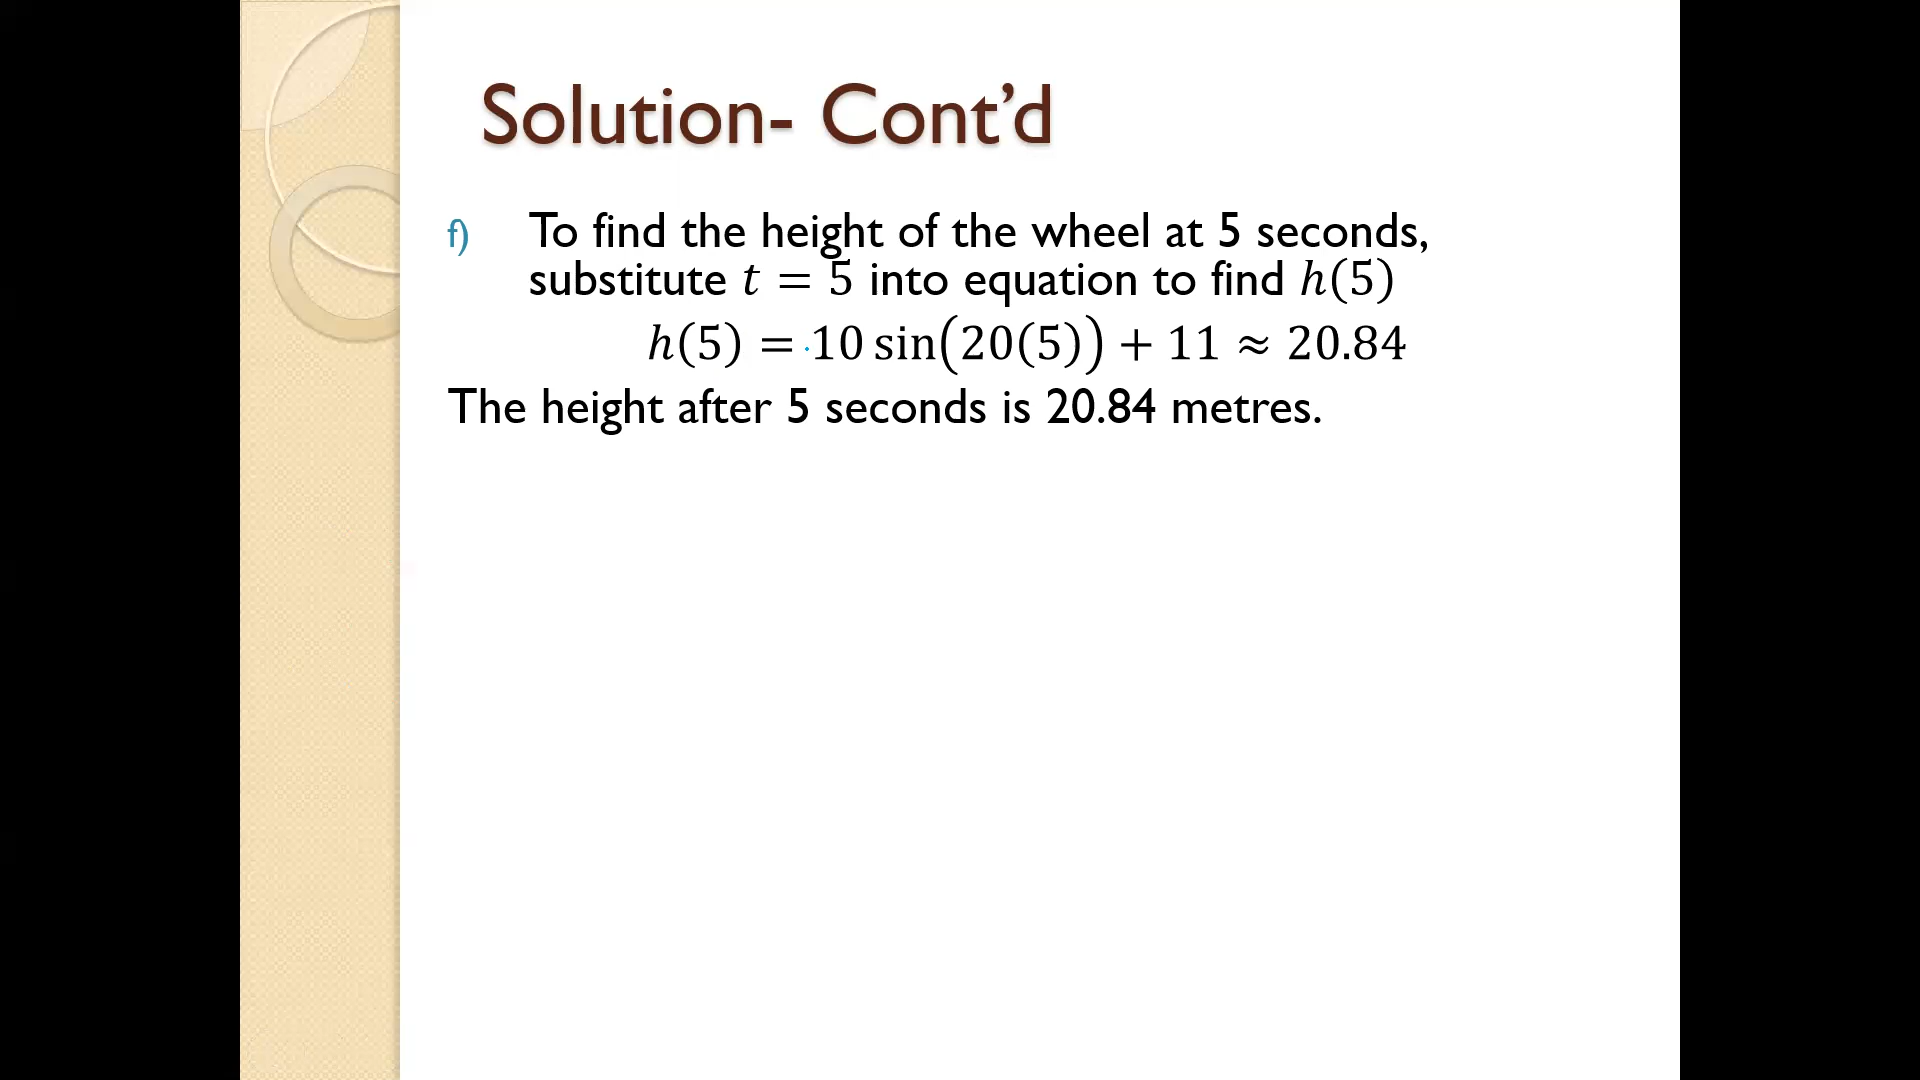 Solution- Cont’d
f) To find the height of the wheel at 5 seconds,
substitute 𝑡 = 5 into equation to find ℎ(5)
ℎ(5) = 10 sin(20(5)) + 11 ≈ 20.84
The height after 5 seconds is 20.84 metres.